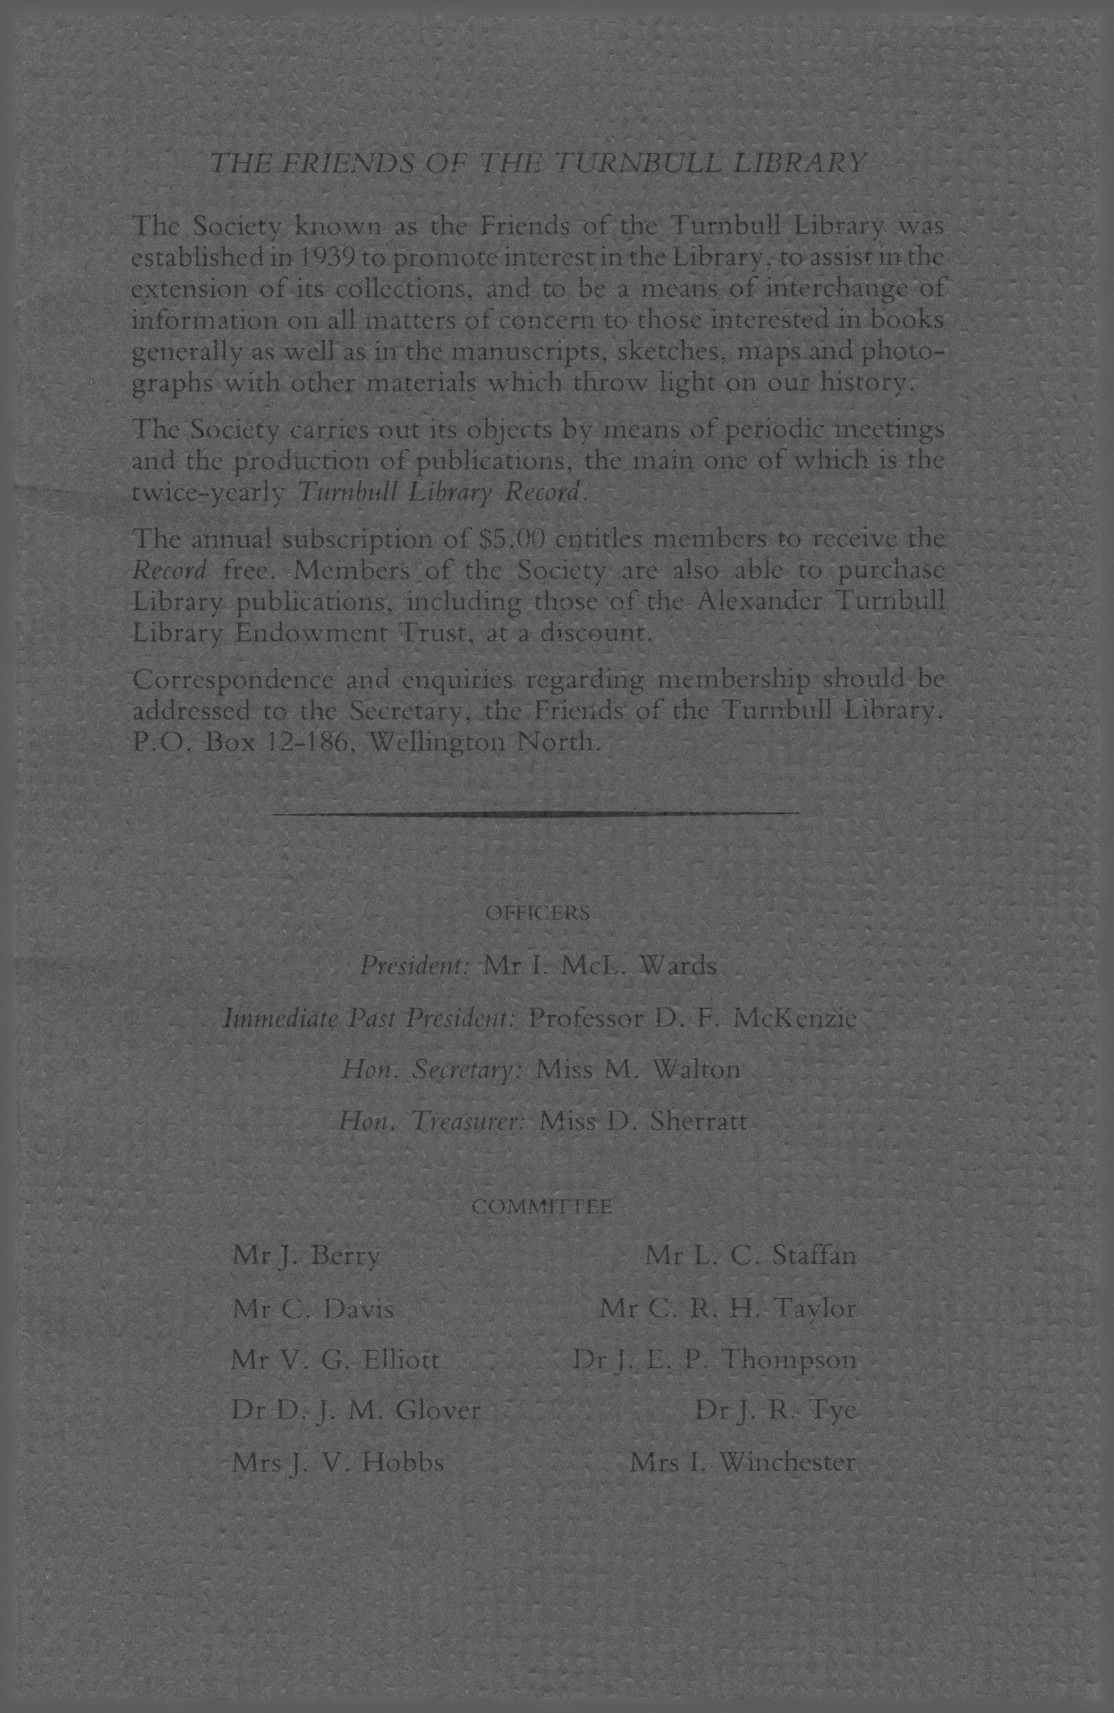 THE FRIENDS OF THE TURNBULL LIBRARY
The Society known as the Friends of the Turnbull Library was
established in 1939 to promote interest in the Library, to assist in the
extension of its collections, and to be a means of interchange of
information on all matters of concern to those interested in books
generally as well as in the manuscripts, sketches, maps and photo-
graphs with other materials which throw light on our history.
The Society carries out its objects by means of periodic meetings
and the production of publications, the main one of which is the
twice-yearly Turnbull Library Record.
The annual subscription of $5.00 entitles members to receive the
Record free. Members of the Society are also able to purchase
Library publications, including those of the Alexander Turnbull
Library Endowment Trust, at a discount.
Correspondence and enquiries regarding membership should be
addressed to the Secretary, the Friends of the Turnbull Library,
P.O. Box 12-186, Wellington North.
OFFICERS
President: Mr I. McL. Wards
Immediate Past President: Professor D. F. McKenzie
Hon. Secretary: Miss M. Walton
Hon. Treasurer: Miss D. Sherratt
COMMITTEE
Mr J. Berry Mr L. C. Staffan
Mr C. Davis Mr C. R. H. Taylor
Mr V. G. Elliott Dr J. E. P. Thompson
Dr D. J. M. Glover Dr J. R. Tye
Mrs J. V. Hobbs Mrs I. Winchester